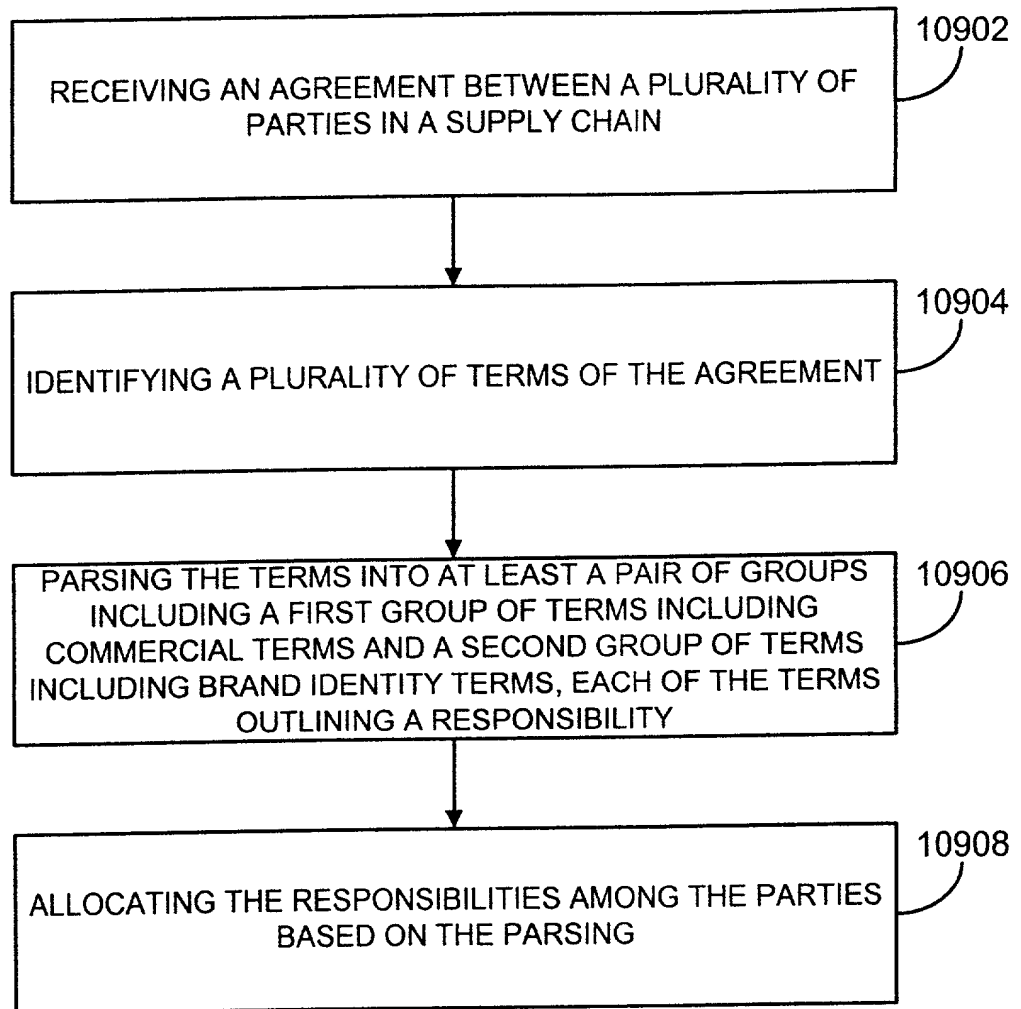 10902
RECEIVING AN AGREEMENT BETWEEN A PLURALITY OF
PARTIES IN A SUPPLY CHAIN
10904
IDENTIFYING A PLURALITY OF TERMS OF THE AGREEMENT
10906
PARSING THE TERMS INTO AT LEAST A PAIR OF GROUPS
INCLUDING A FIRST GROUP OF TERMS INCLUDING
COMMERCIAL TERMS AND A SECOND GROUP OF TERMS
INCLUDING BRAND IDENTITY TERMS, EACH OF THE TERMS
OUTLINING A RESPONSIBILITY
10908
ALLOCATING THE RESPONSIBILITIES AMONG THE PARTIES
BASED ON THE PARSING